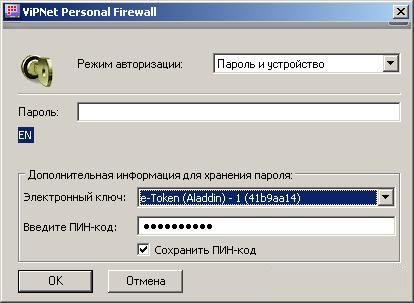 ViPNet Personal Firewall
Режим авторизации: Пароль и устройство
Пароль:
EN
Дополнительная информация для хранения пароля:
Электронный ключ: e-Token (Aladdin) - 1 (41b9aa14)
Введите ПИН-код: ●●●●●●●●●●
Сохранить ПИН-код
OK Отмена